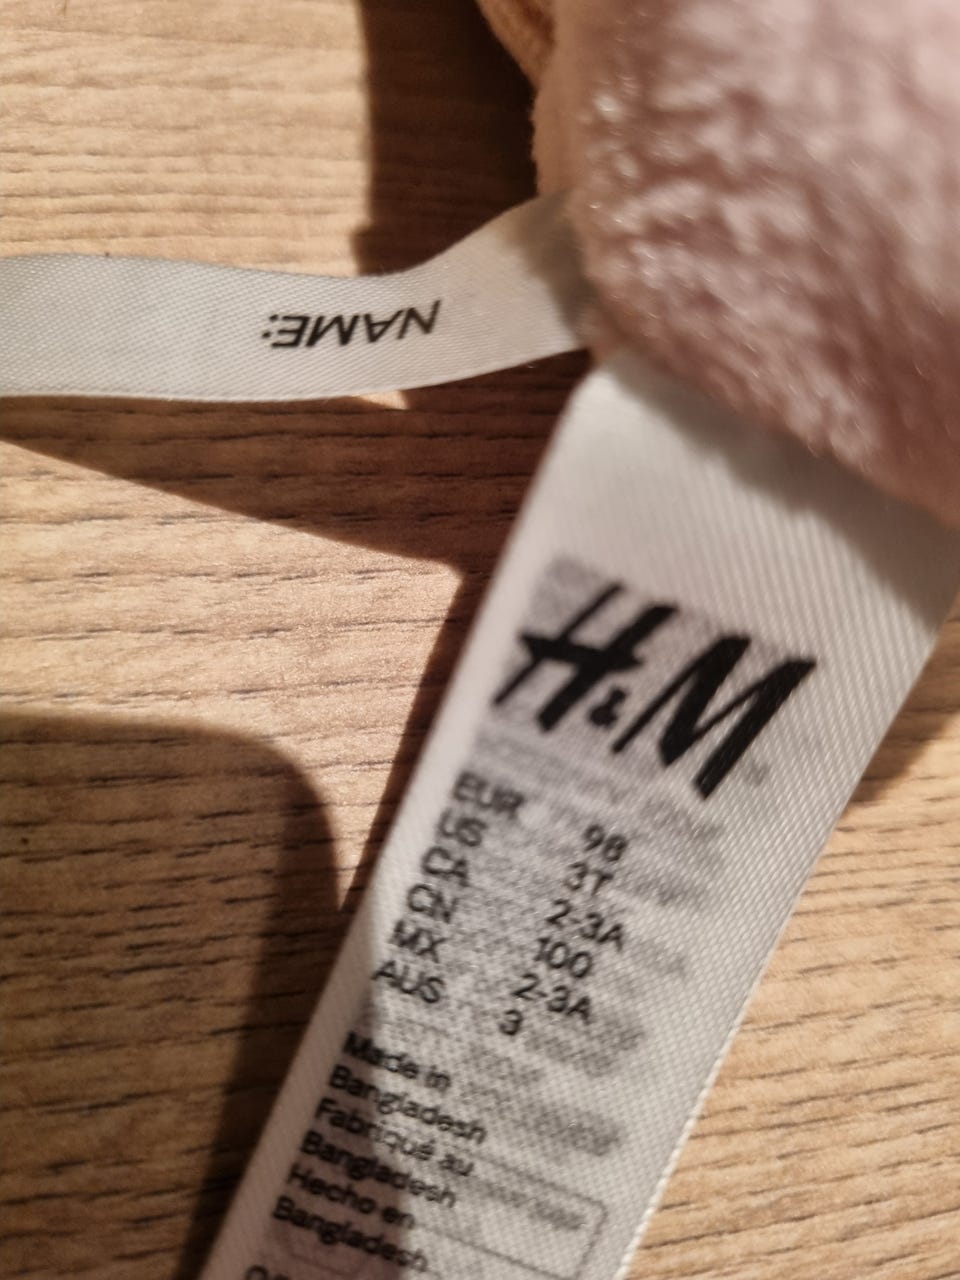 NAME:
H&M
EUR 98
US 3T
CL 2-3A
CN 100
MX 2-3A
AUS 3
Made in
Bangladesh
Fabriqué au
Bangladesh
Hecho en
Bangladesh